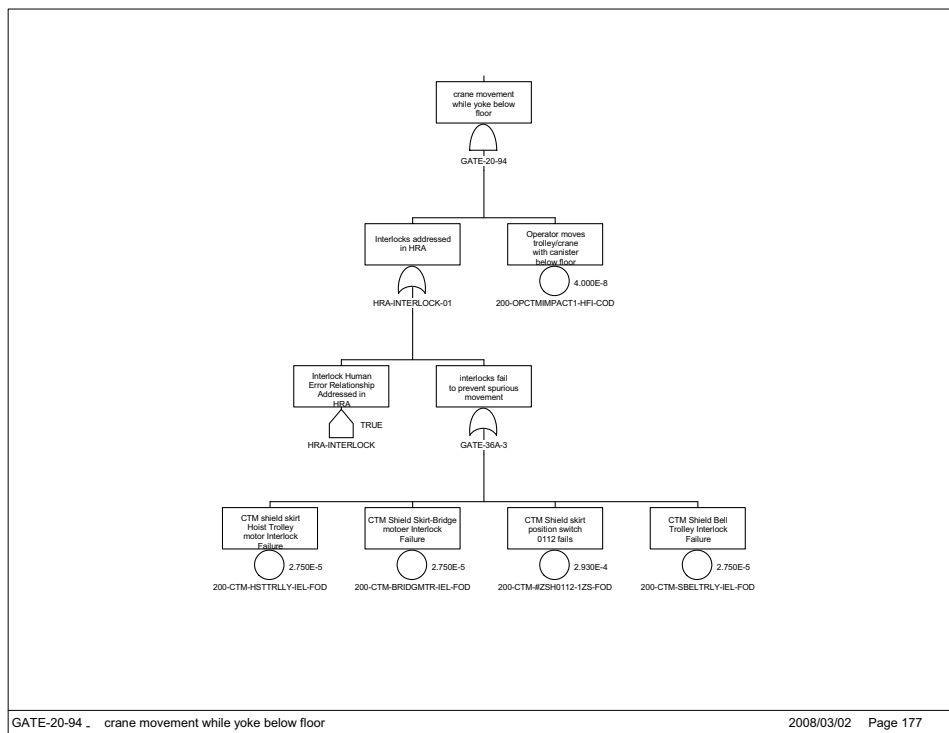 crane movement
while yoke below
floor
GATE-20-94
Interlocks addressed
in HRA
HRA-INTERLOCK-01
Operator moves
trolley/crane
with canister
below floor
4.000E-8
200-OPCTMIMPACT1-HFI-COD
Interlock Human
Error Relationship
Addressed in
HRA
TRUE
HRA-INTERLOCK
interlocks fail
to prevent spurious
movement
GATE-36A-3
CTM shield skirt
Hoist Trolley
motor Interlock
Failure
2.750E-5
200-CTM-HSTTRLLY-IEL-FOD
CTM Shield Skirt-Bridge
motoer Interlock
Failure
2.750E-5
200-CTM-BRIDGMTR-IEL-FOD
CTM Shield skirt
position switch
0112 fails
2.930E-4
200-CTM-#ZSH0112-1ZS-FOD
CTM Shield Bell
Trolley Interlock
Failure
2.750E-5
200-CTM-SBELTRLY-IEL-FOD
GATE-20-94 - crane movement while yoke below floor
2008/03/02 Page 177